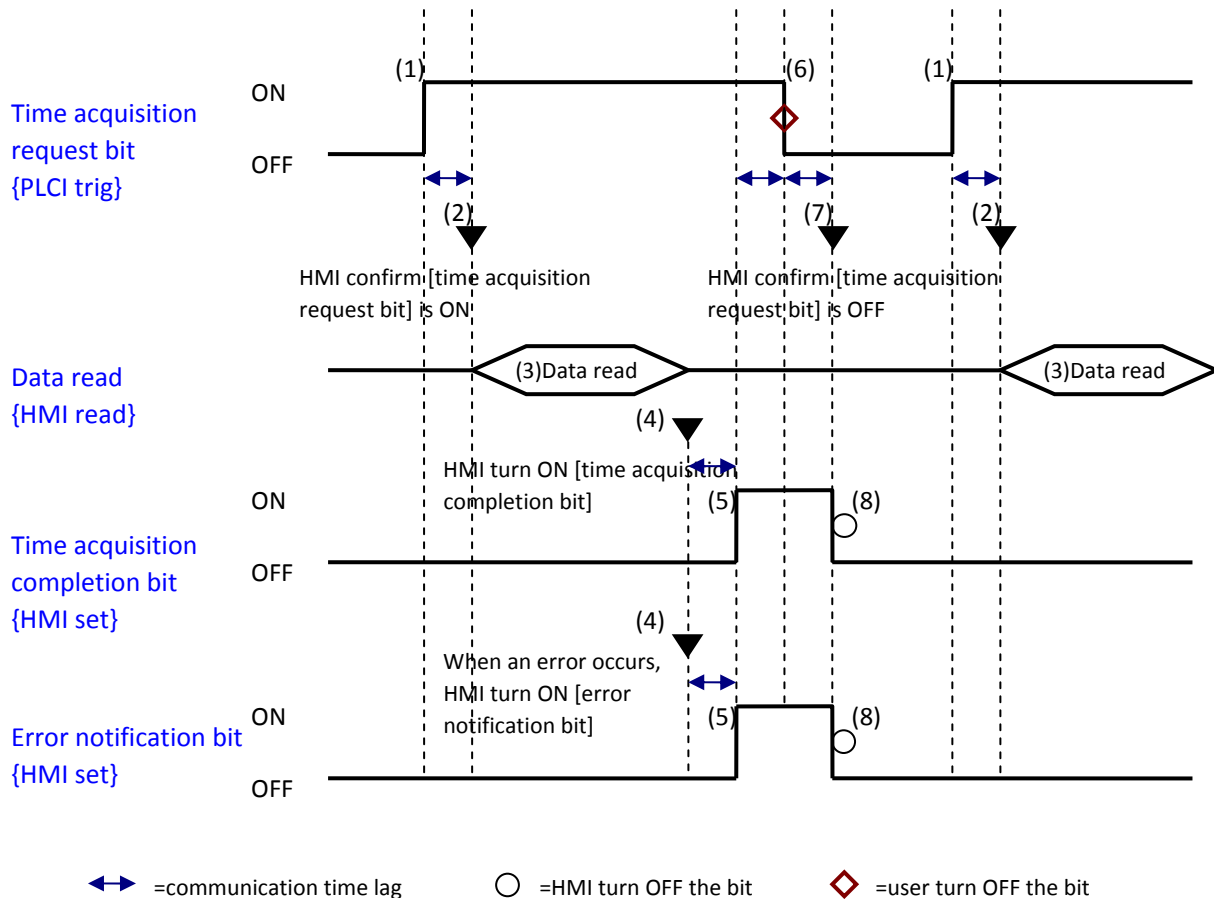 (1)
(6)
(1)
ON
Time acquisition
request bit
{PLCI trig}
OFF
(2)
(7)
(2)
HMI confirm [time acquisition
request bit] is ON
HMI confirm [time acquisition
request bit] is OFF
Data read
{HMI read}
(3)Data read
(3)Data read
(4)
HMI turn ON [time acquisition
completion bit]
ON
(5)
(8)
Time acquisition
completion bit
{HMI set}
OFF
(4)
When an error occurs,
HMI turn ON [error
notification bit]
ON
(5)
(8)
Error notification bit
{HMI set}
OFF
=communication time lag
=HMI turn OFF the bit
=user turn OFF the bit